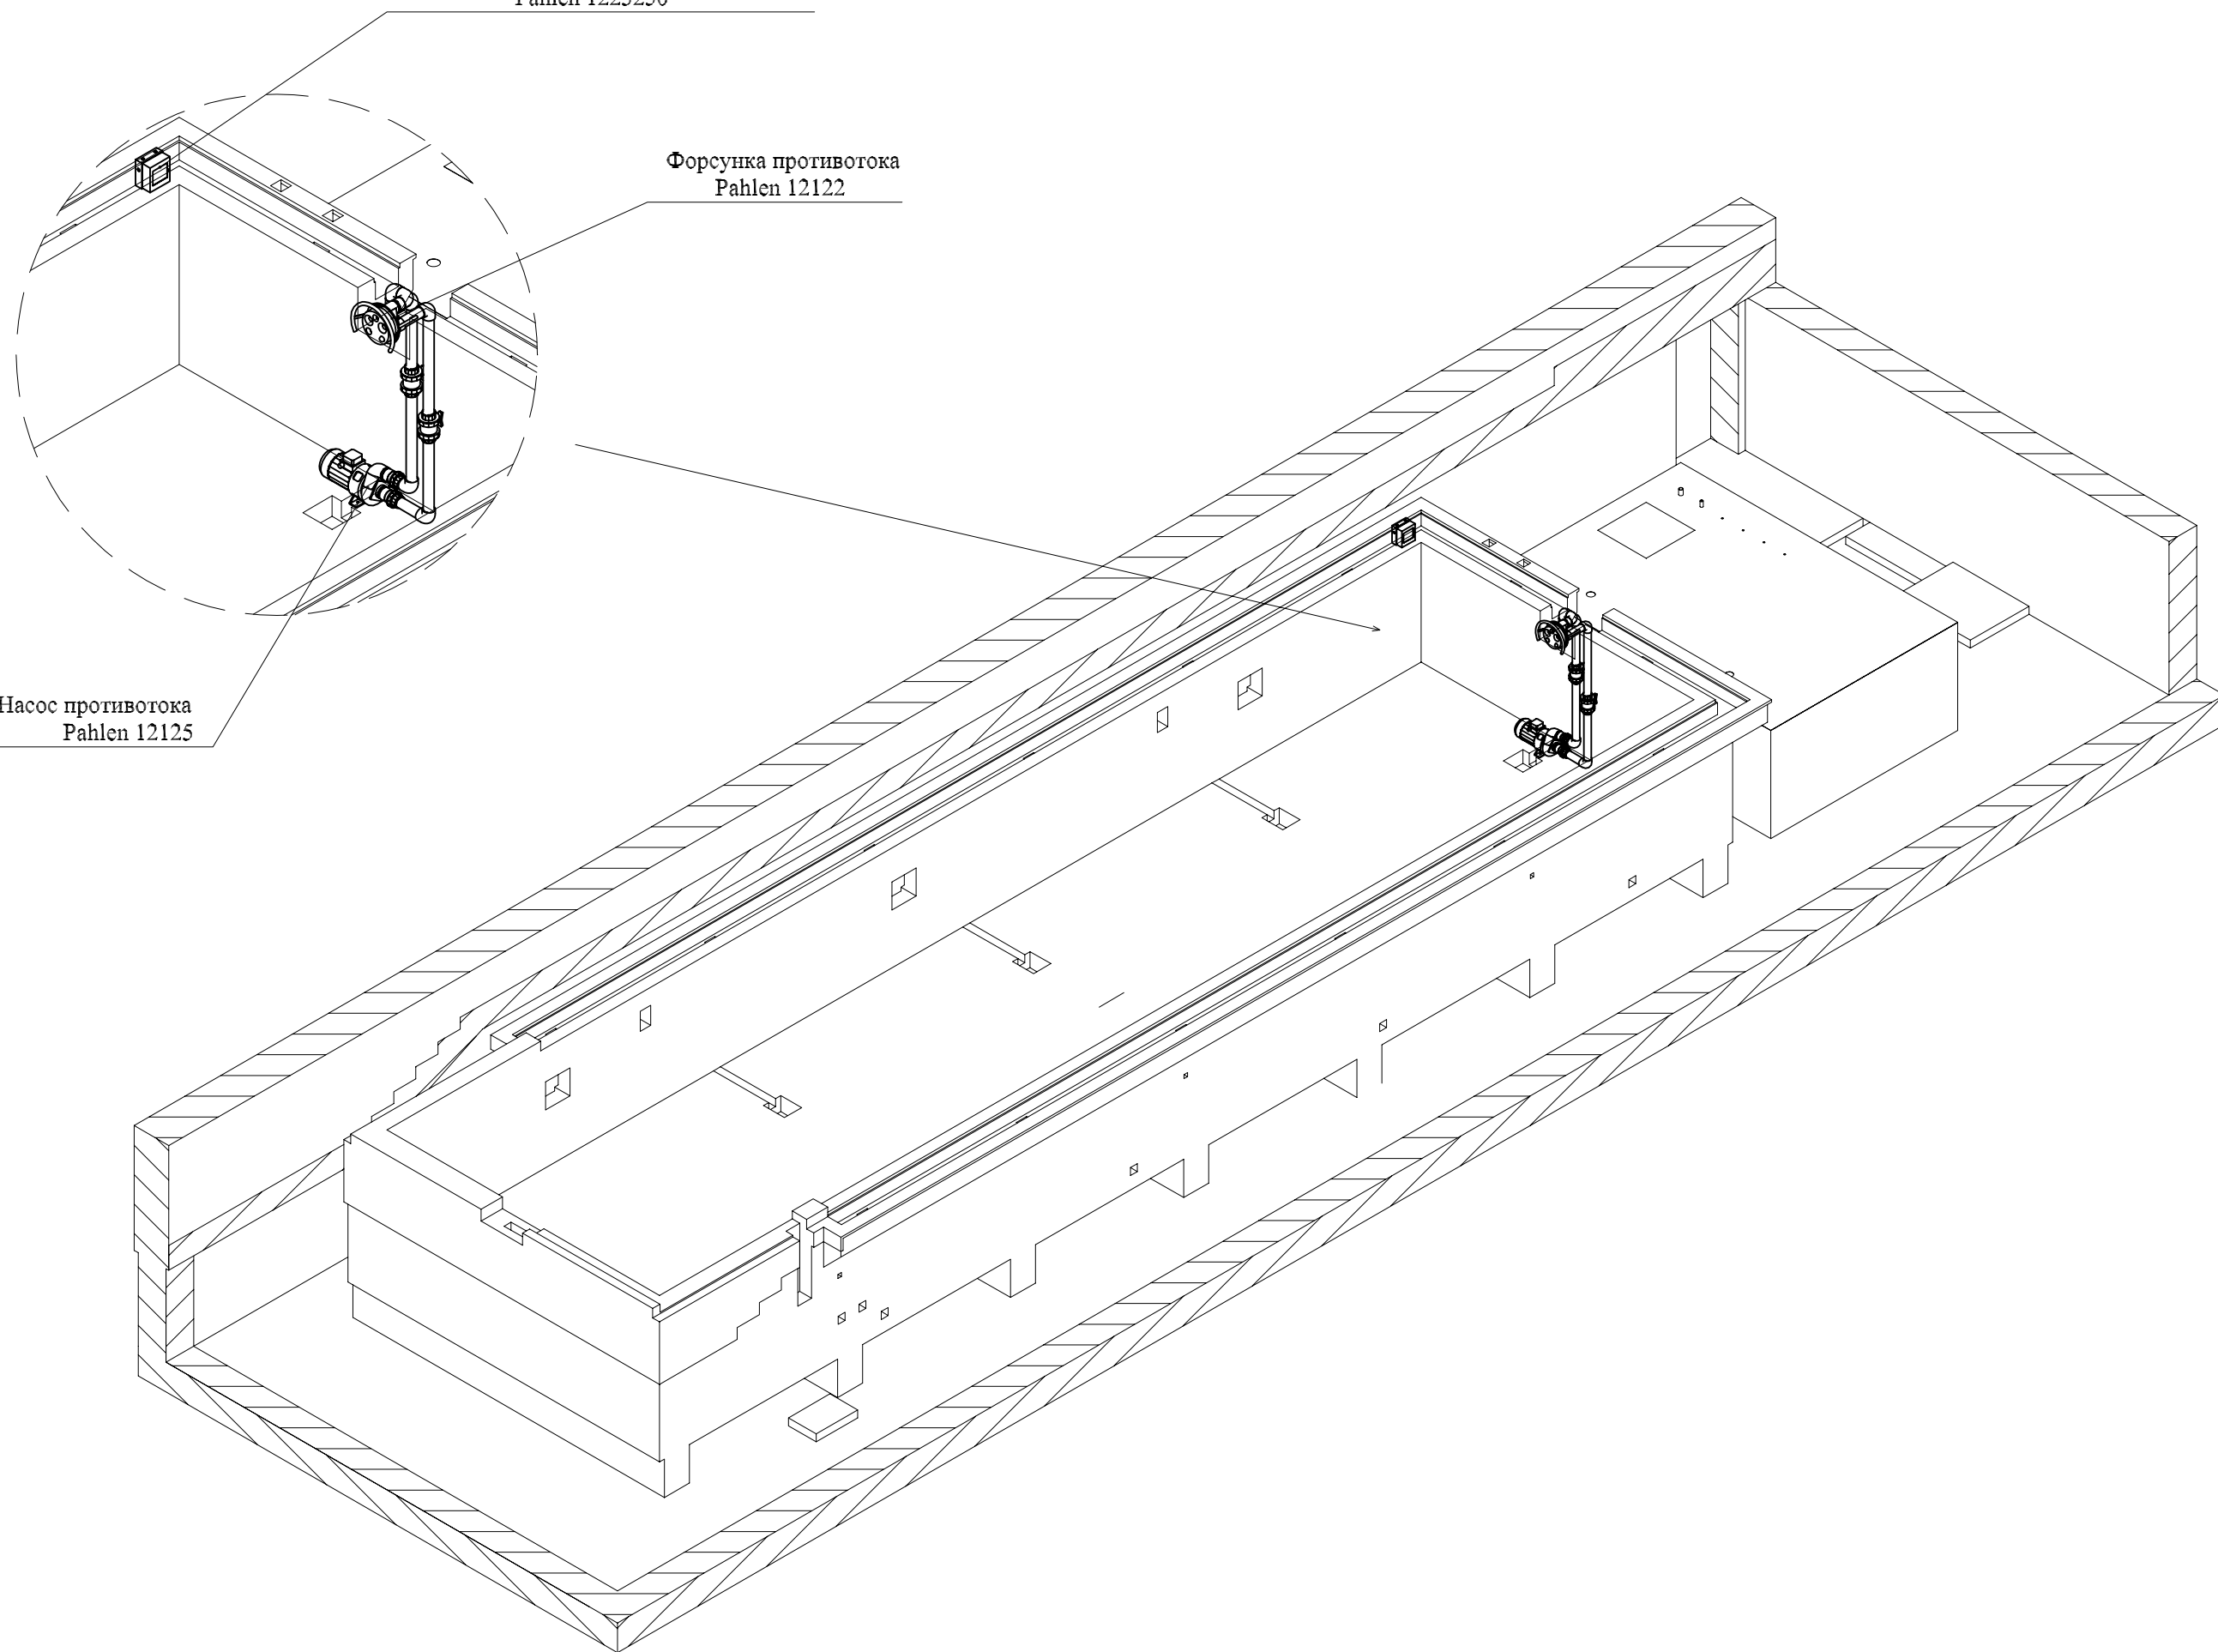 Форсунка противотока
Pahlen 12122
Насос противотока
Pahlen 12125